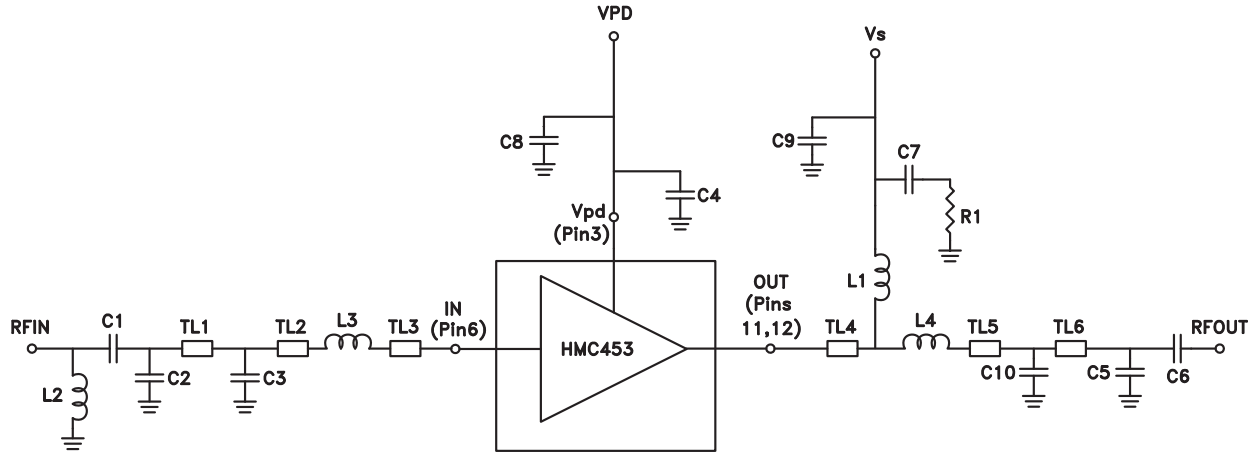 VPD
Vs
C8
C9
C7
C4
R1
Vpd
(Pin3)
L1
OUT
(Pins
11,12)
IN
(Pin6)
RFIN
C1
TL1
TL2
L3
TL3
HMC453
TL4
L4
TL5
TL6
RFOUT
L2
C2
C3
C10
C5
C6